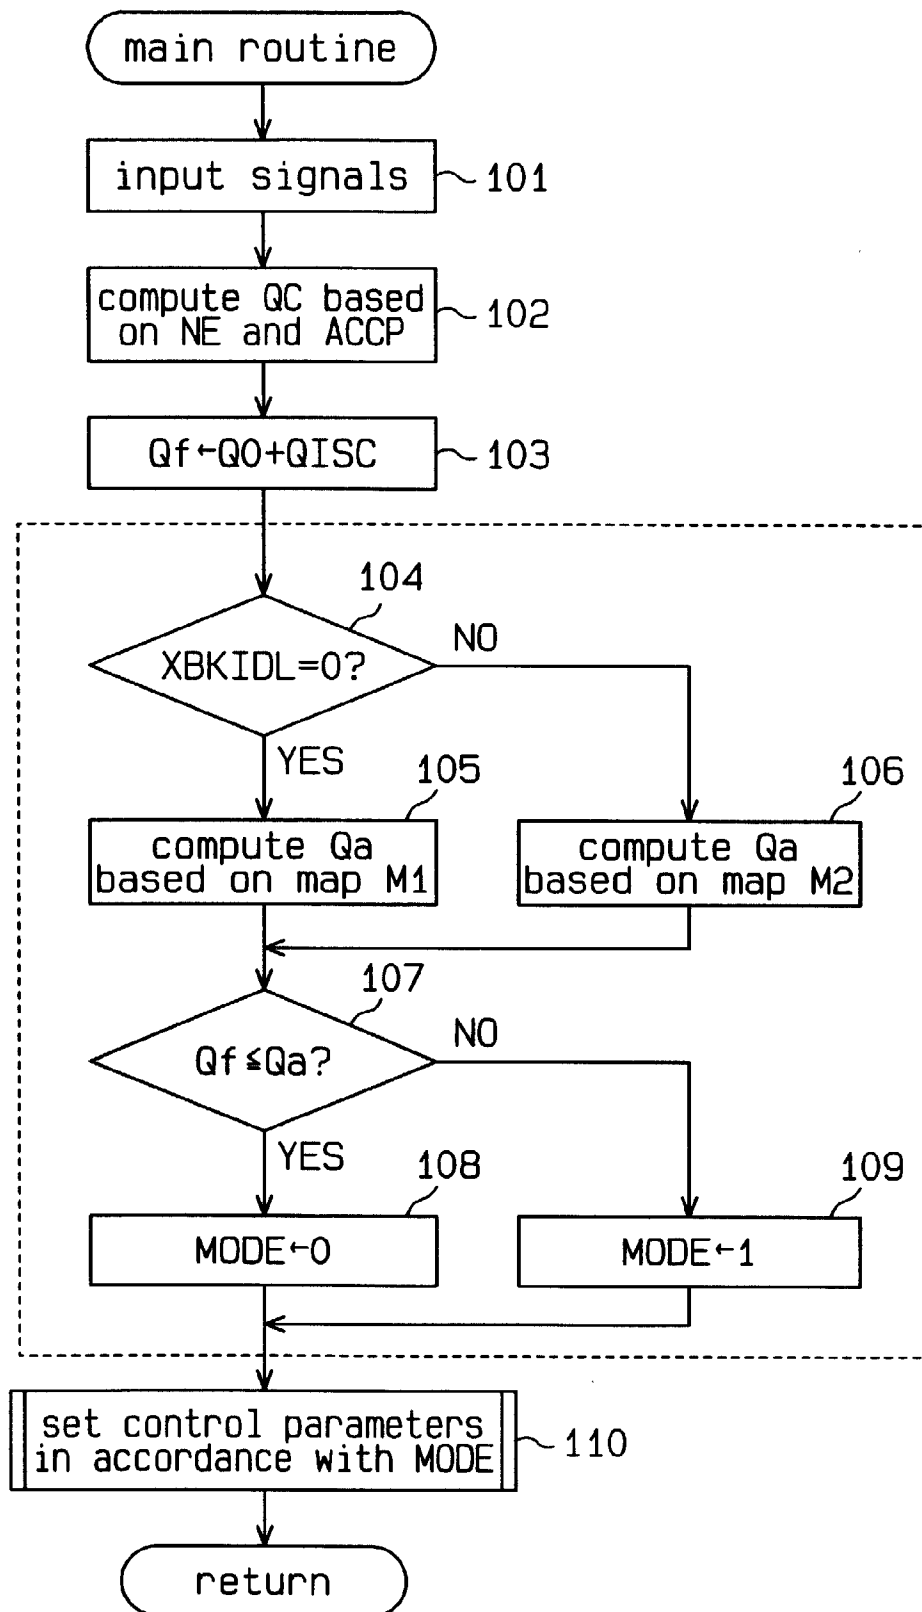 main routine
input signals
101
compute QC based
on NE and ACCP
102
Qf←Q0+QISC
103
104
XBKIDL=0?
NO
YES
105
compute Qa
based on map M1
106
compute Qa
based on map M2
107
Qf≦Qa?
NO
YES
108
MODE←0
109
MODE←1
set control parameters
in accordance with MODE
110
return